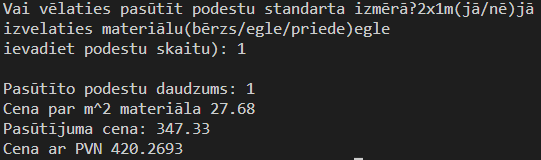 Vai vēlaties pasūtīt podestu standarta izmērā?2x1m(jā/nē)jā
izvelaties materiālu(bērzs/egle/priede)egle
ievadiet podestu skaitu): 1
Pasūtīto podestu daudzums: 1
Cena par m^2 materiāla 27.68
Pasūtījuma cena: 347.33
Cena ar PVN 420.2693